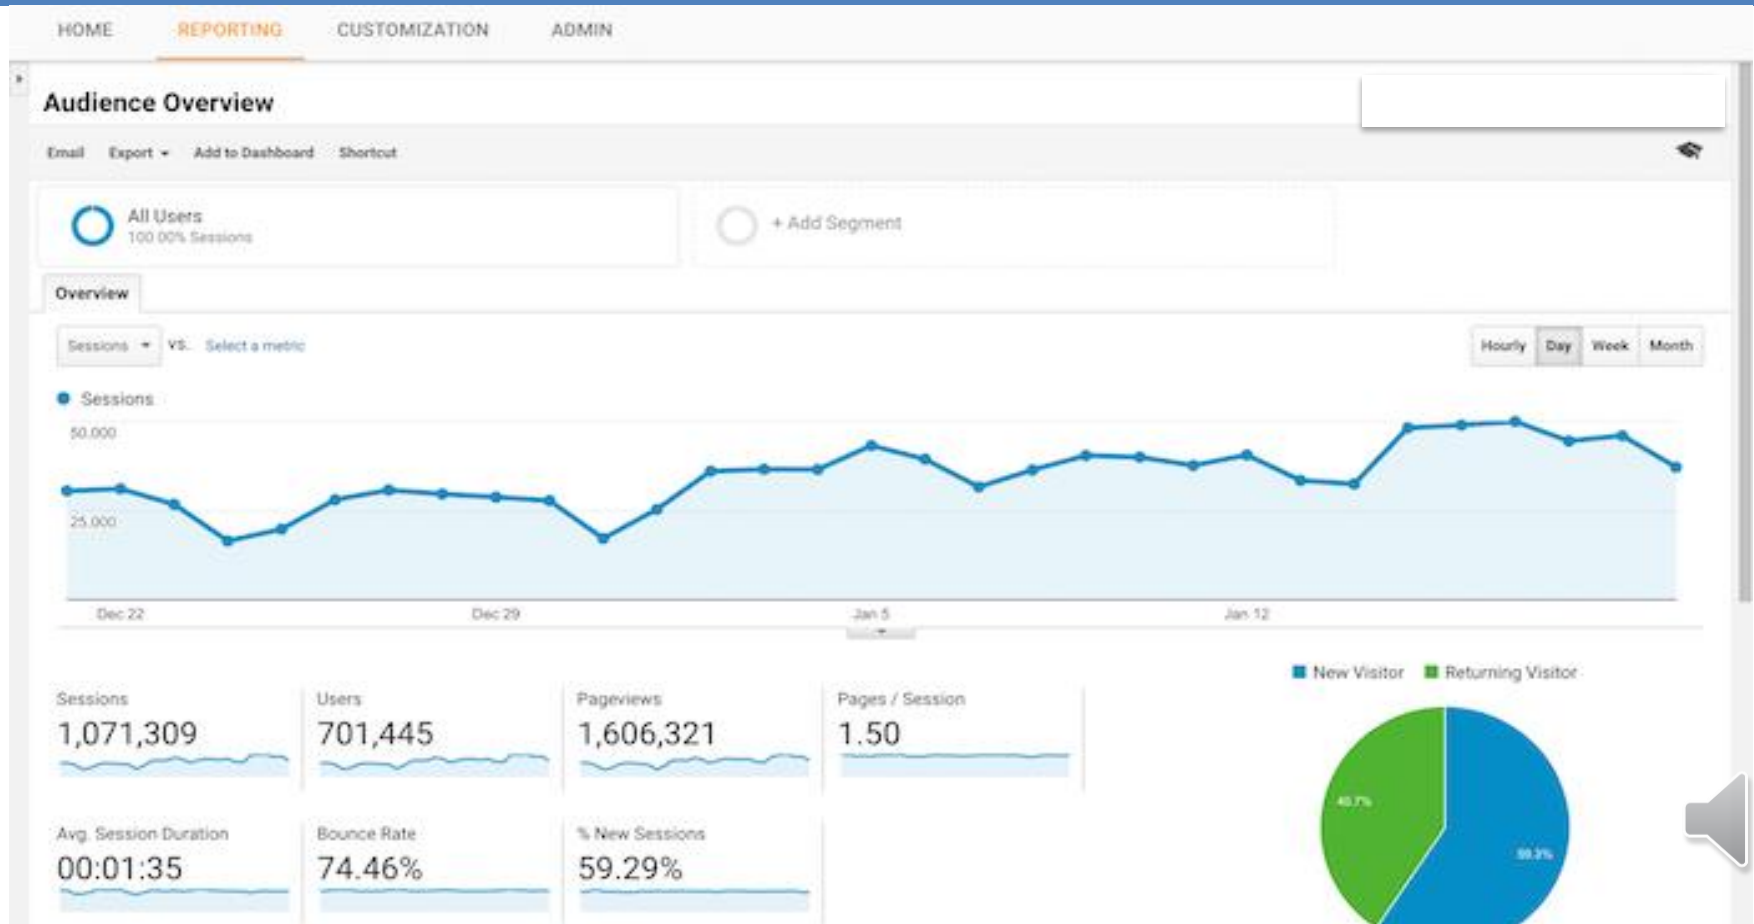 HOME REPORTING CUSTOMIZATION ADMIN
Audience Overview
Email Export Add to Dashboard Shortcut
All Users
100.00% Sessions
+ Add Segment
Overview
Sessions VS. Select a metric
Hourly Day Week Month
Sessions
50,000
25,000
Dec 22 Dec 29 Jan 5 Jan 12
New Visitor Returning Visitor
Sessions Users Pageviews Pages / Session
1,071,309 701,445 1,606,321 1.50
40.7%
59.3%
Avg. Session Duration Bounce Rate % New Sessions
00:01:35 74.46% 59.29%